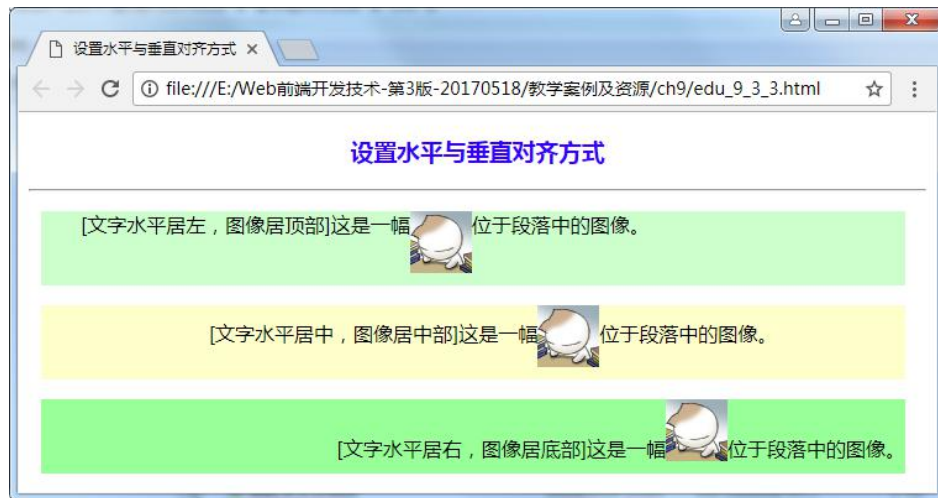 设置水平与垂直对齐方式
file:///E:/Web前端开发技术-第3版-20170518/教学案例及资源/ch9/edu_9_3_3.html
设置水平与垂直对齐方式
[文字水平居左，图像居顶部]这是一幅位于段落中的图像。
[文字水平居中，图像居中部]这是一幅位于段落中的图像。
[文字水平居右，图像居底部]这是一幅位于段落中的图像。